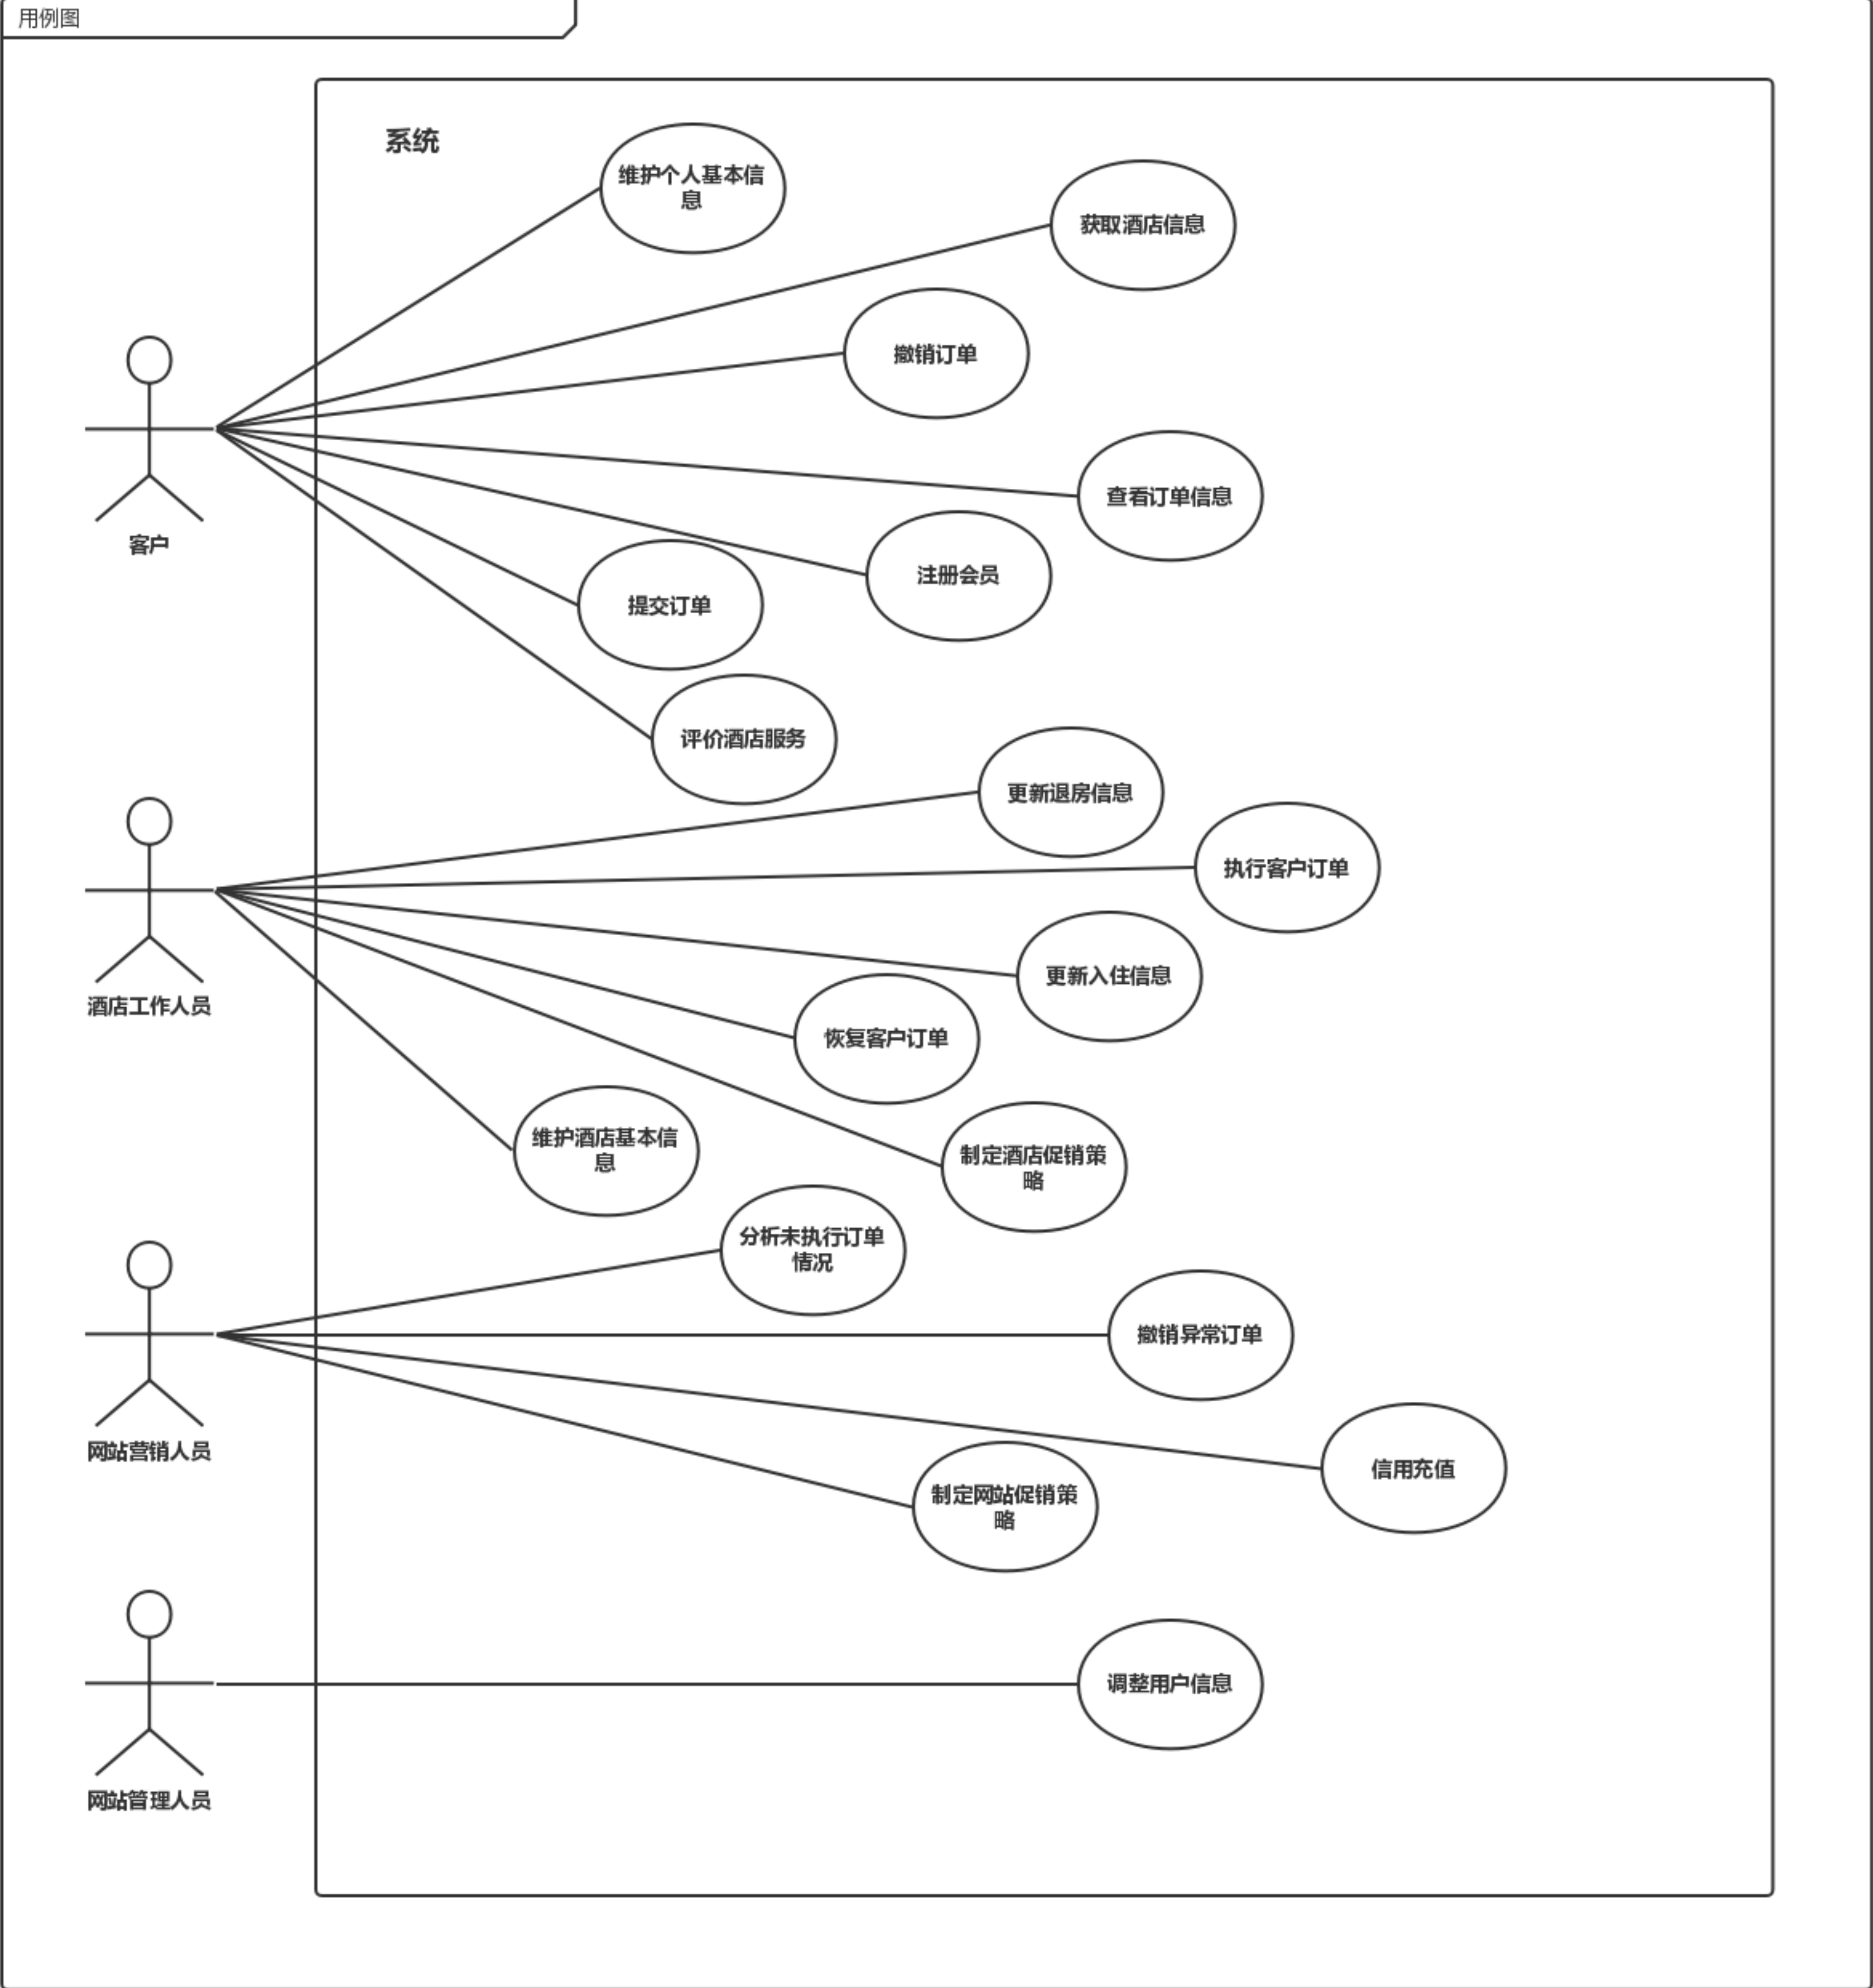 用例图
系统
维护个人基本信
息
获取酒店信息
撤销订单
查看订单信息
客户
注册会员
提交订单
评价酒店服务
更新退房信息
执行客户订单
更新入住信息
酒店工作人员
恢复客户订单
维护酒店基本信
息
制定酒店促销策
略
分析未执行订单
情况
撤销异常订单
网站营销人员
信用充值
制定网站促销策
略
调整用户信息
网站管理人员